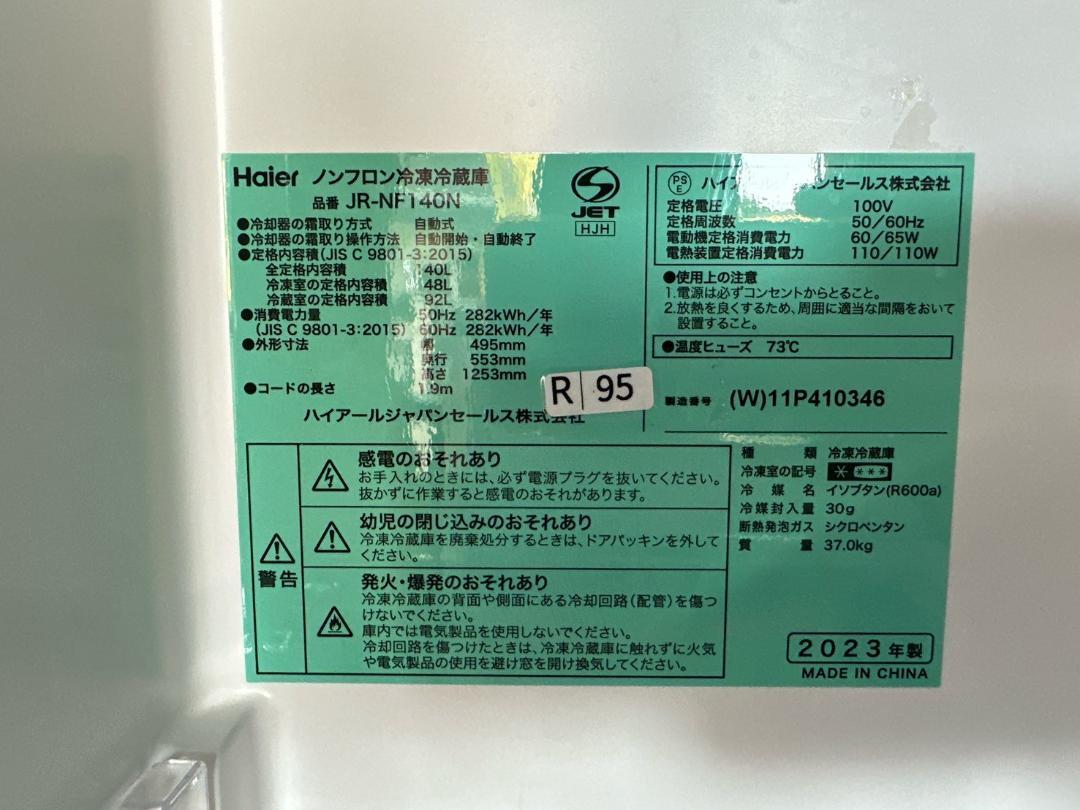 Haier ノンフロン冷凍冷蔵庫
品番 JR-NF140N
●冷却器の霜取り方式 自動式
●冷却器の霜取り操作方法 自動開始・自動終了
●定格内容積(JIS C 9801-3:2015)
全定格内容積 140L
冷凍室の定格内容積 48L
冷蔵室の定格内容積 92L
●消費電力量 50Hz 282kWh/年
(JIS C 9801-3:2015) 60Hz 282kWh/年
●外形寸法 幅 495mm
奥行 553mm
高さ 1253mm
●コードの長さ 1.9m
ハイアールジャパンセールス株式会社
JET
HJH
R 95
PS E ハイアールジャパンセールス株式会社
定格電圧 100V
定格周波数 50/60Hz
電動機定格消費電力 60/65W
電熱装置定格消費電力 110/110W
●使用上の注意
1.電源は必ずコンセントからとること。
2.放熱を良くするため、周囲に適当な間隔をおいて
設置すること。
●温度ヒューズ 73℃
製造番号 (W)11P410346
警告
感電のおそれあり
お手入れのときには、必ず電源プラグを抜いてください。
抜かずに作業すると感電のおそれがあります。
幼児の閉じ込みのおそれあり
冷凍冷蔵庫を廃棄処分するときは、ドアパッキンを外して
ください。
発火・爆発のおそれあり
冷凍冷蔵庫の背面や側面にある冷却回路(配管)を傷つ
けないでください。
庫内では電気製品を使用しないでください。
冷却回路を傷つけたときは、冷凍冷蔵庫に触れずに火気
や電気製品の使用を避け窓を開け換気してください。
種類 冷凍冷蔵庫
冷凍室の記号 * ***
冷媒名 イソブタン(R600a)
冷媒封入量 30g
断熱発泡ガス シクロペンタン
質量 37.0kg
2023年製
MADE IN CHINA